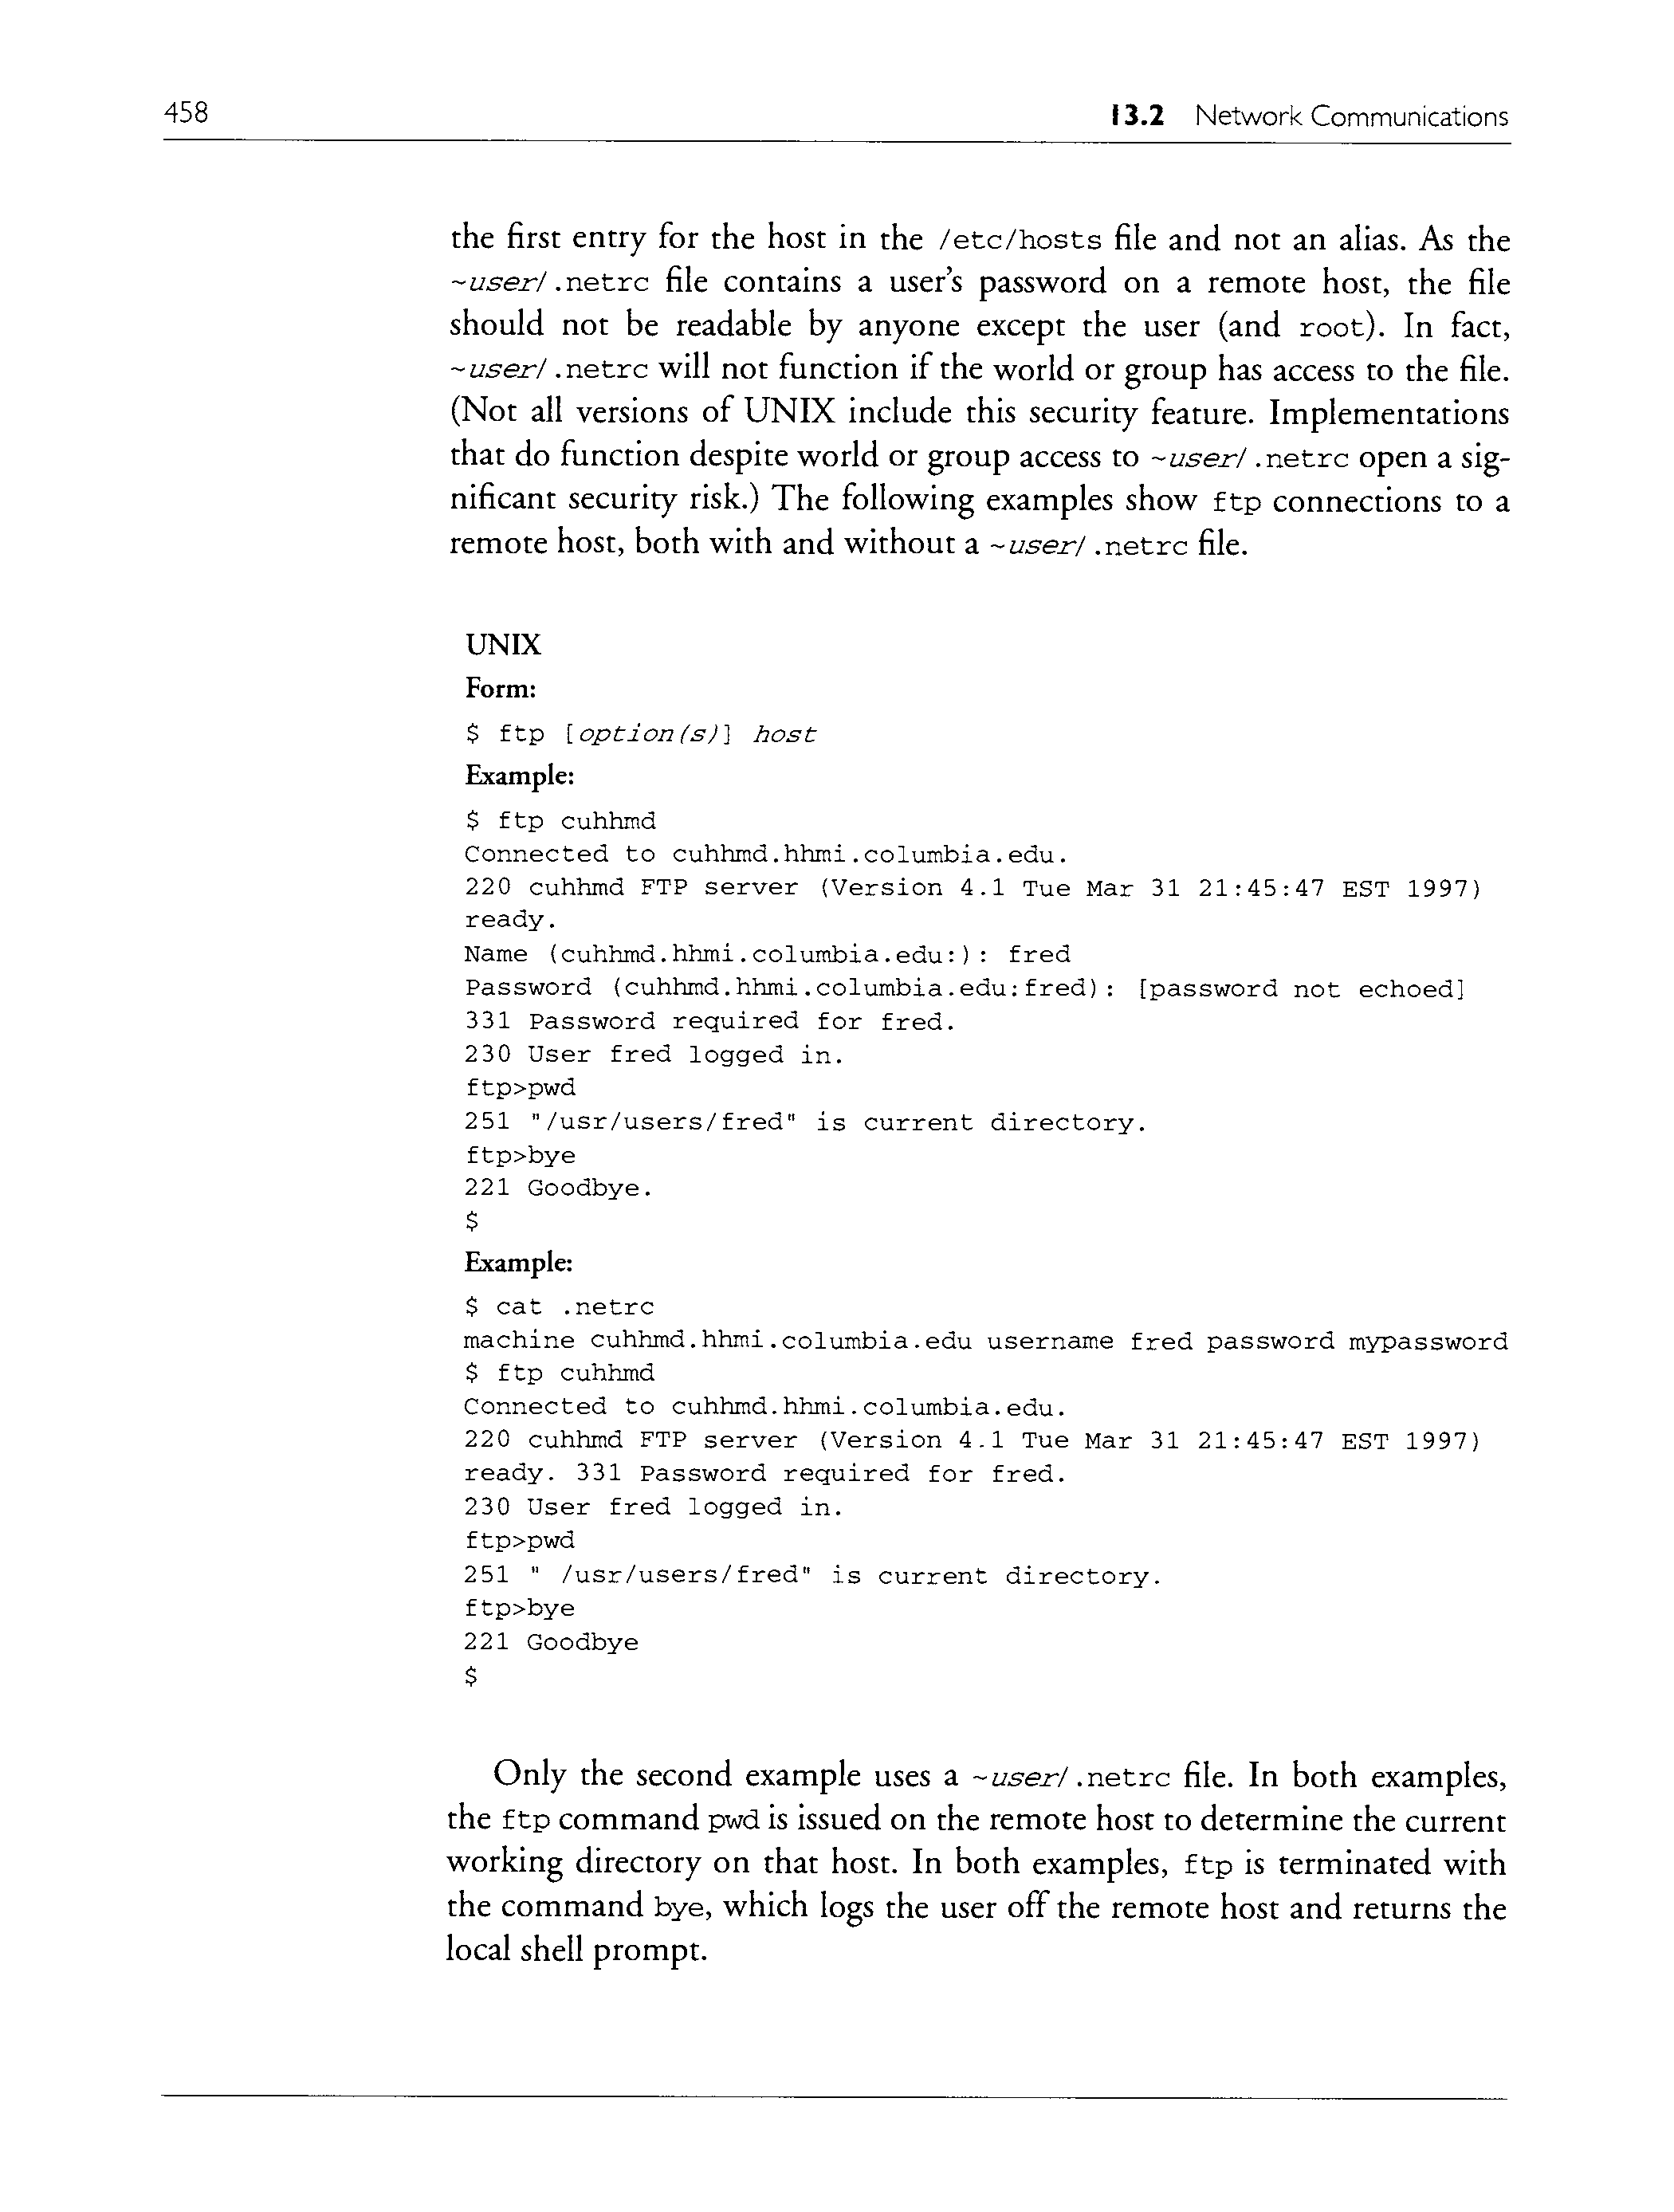 458
13.2 Network Communications
the first entry for the host in the /etc/hosts file and not an alias. As the
~user/.netrc file contains a user's password on a remote host, the file
should not be readable by anyone except the user (and root). In fact,
~user/.netrc will not function if the world or group has access to the file.
(Not all versions of UNIX include this security feature. Implementations
that do function despite world or group access to ~user/.netrc open a sig-
nificant security risk.) The following examples show ftp connections to a
remote host, both with and without a ~user/ .netrc file.
UNIX
Form:
$ ftp [option(s)] host
Example:
$ ftp cuhhmd
Connected to cuhhmd.hhmi.columbia.edu.
220 cuhhmd FTP server (Version 4.1 Tue Mar 31 21:45:47 EST 1997)
ready.
Name (cuhhmd.hhmi.columbia.edu:): fred
Password (cuhhmd.hhmi.columbia.edu:fred): [password not echoed]
331 Password required for fred.
230 User fred logged in.
ftp>pwd
251 "/usr/users/fred" is current directory.
ftp>bye
221 Goodbye.
$
Example:
$ cat .netrc
machine cuhhmd.hhmi.columbia.edu username fred password mypassword
$ ftp cuhhmd
Connected to cuhhmd.hhmi.columbia.edu.
220 cuhhmd FTP server (Version 4.1 Tue Mar 31 21:45:47 EST 1997)
ready. 331 Password required for fred.
230 User fred logged in.
ftp>pwd
251 " /usr/users/fred" is current directory.
ftp>bye
221 Goodbye
$
Only the second example uses a ~user/.netrc file. In both examples,
the ftp command pwd is issued on the remote host to determine the current
working directory on that host. In both examples, ftp is terminated with
the command bye, which logs the user off the remote host and returns the
local shell prompt.